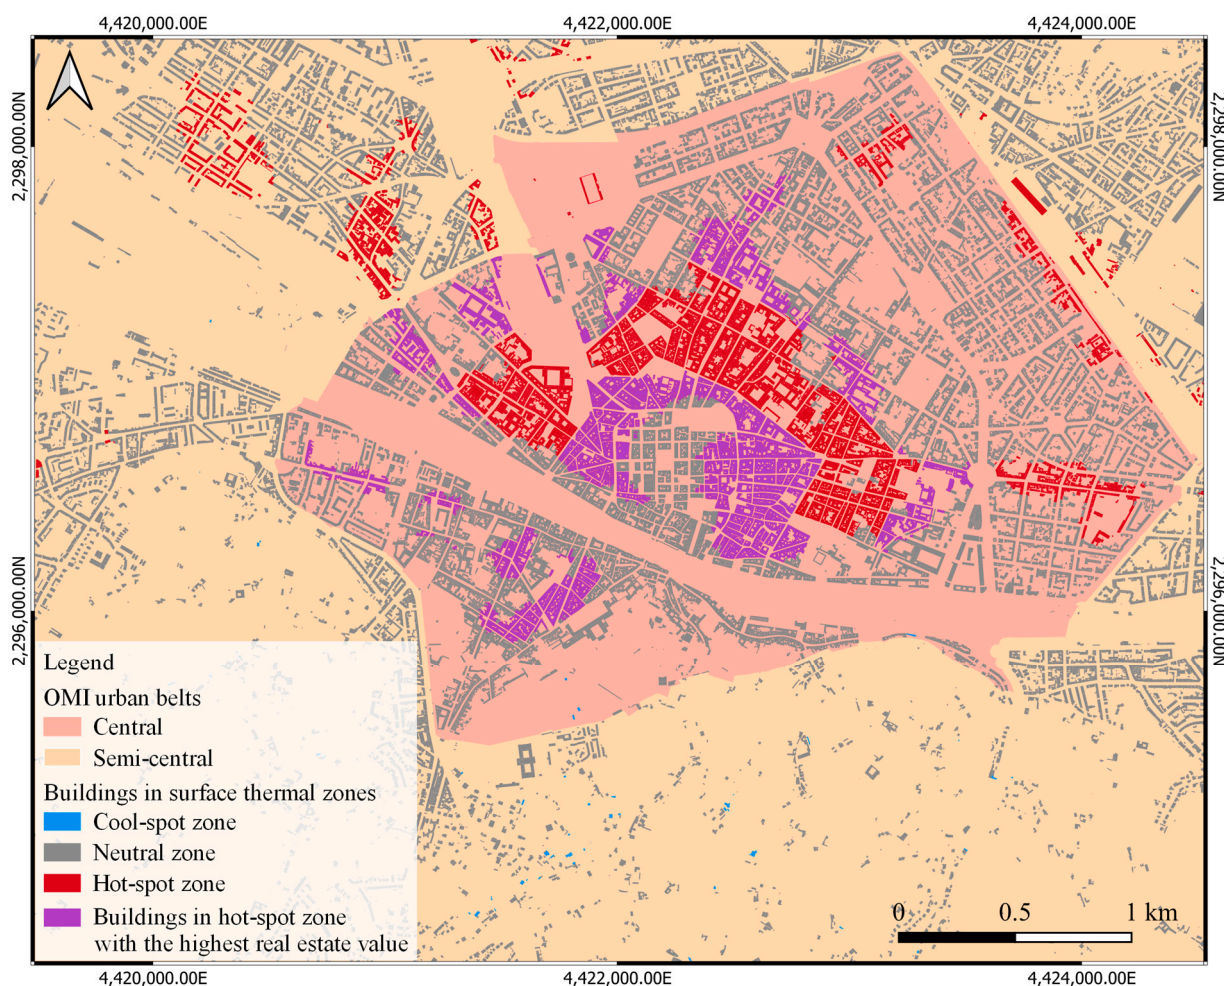 4,420,000.00E 4,422,000.00E 4,424,000.00E
2,298,000.00N
2,298,000.00N
2,296,000.00N
2,296,000.00N
Legend
OMI urban belts
Central
Semi-central
Buildings in surface thermal zones
Cool-spot zone
Neutral zone
Hot-spot zone
Buildings in hot-spot zone
with the highest real estate value
0 0.5 1 km
4,420,000.00E 4,422,000.00E 4,424,000.00E